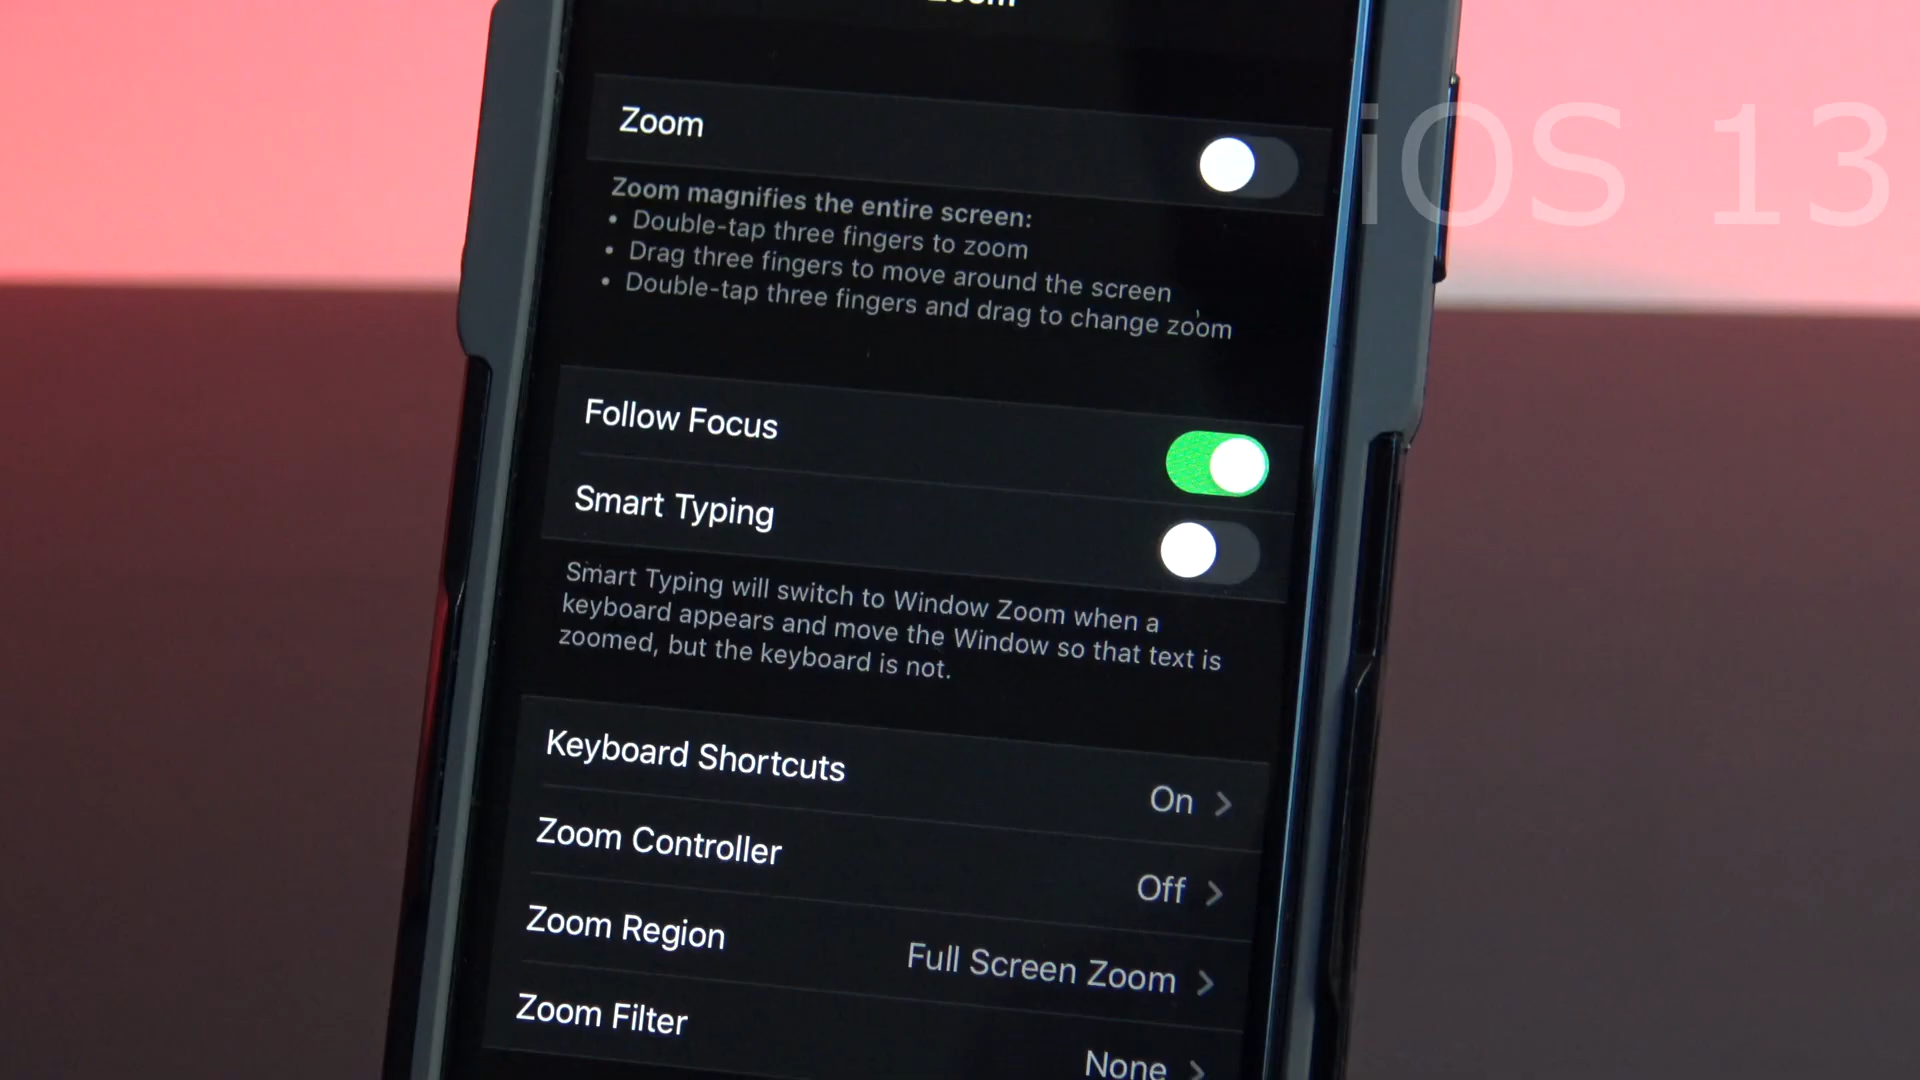 Zoom
iOS 13
Zoom
Zoom magnifies the entire screen:
• Double-tap three fingers to zoom
• Drag three fingers to move around the screen
• Double-tap three fingers and drag to change zoom
Follow Focus
Smart Typing
Smart Typing will switch to Window Zoom when a
keyboard appears and move the Window so that text is
zoomed, but the keyboard is not.
Keyboard Shortcuts On
Zoom Controller Off
Zoom Region Full Screen Zoom
Zoom Filter None